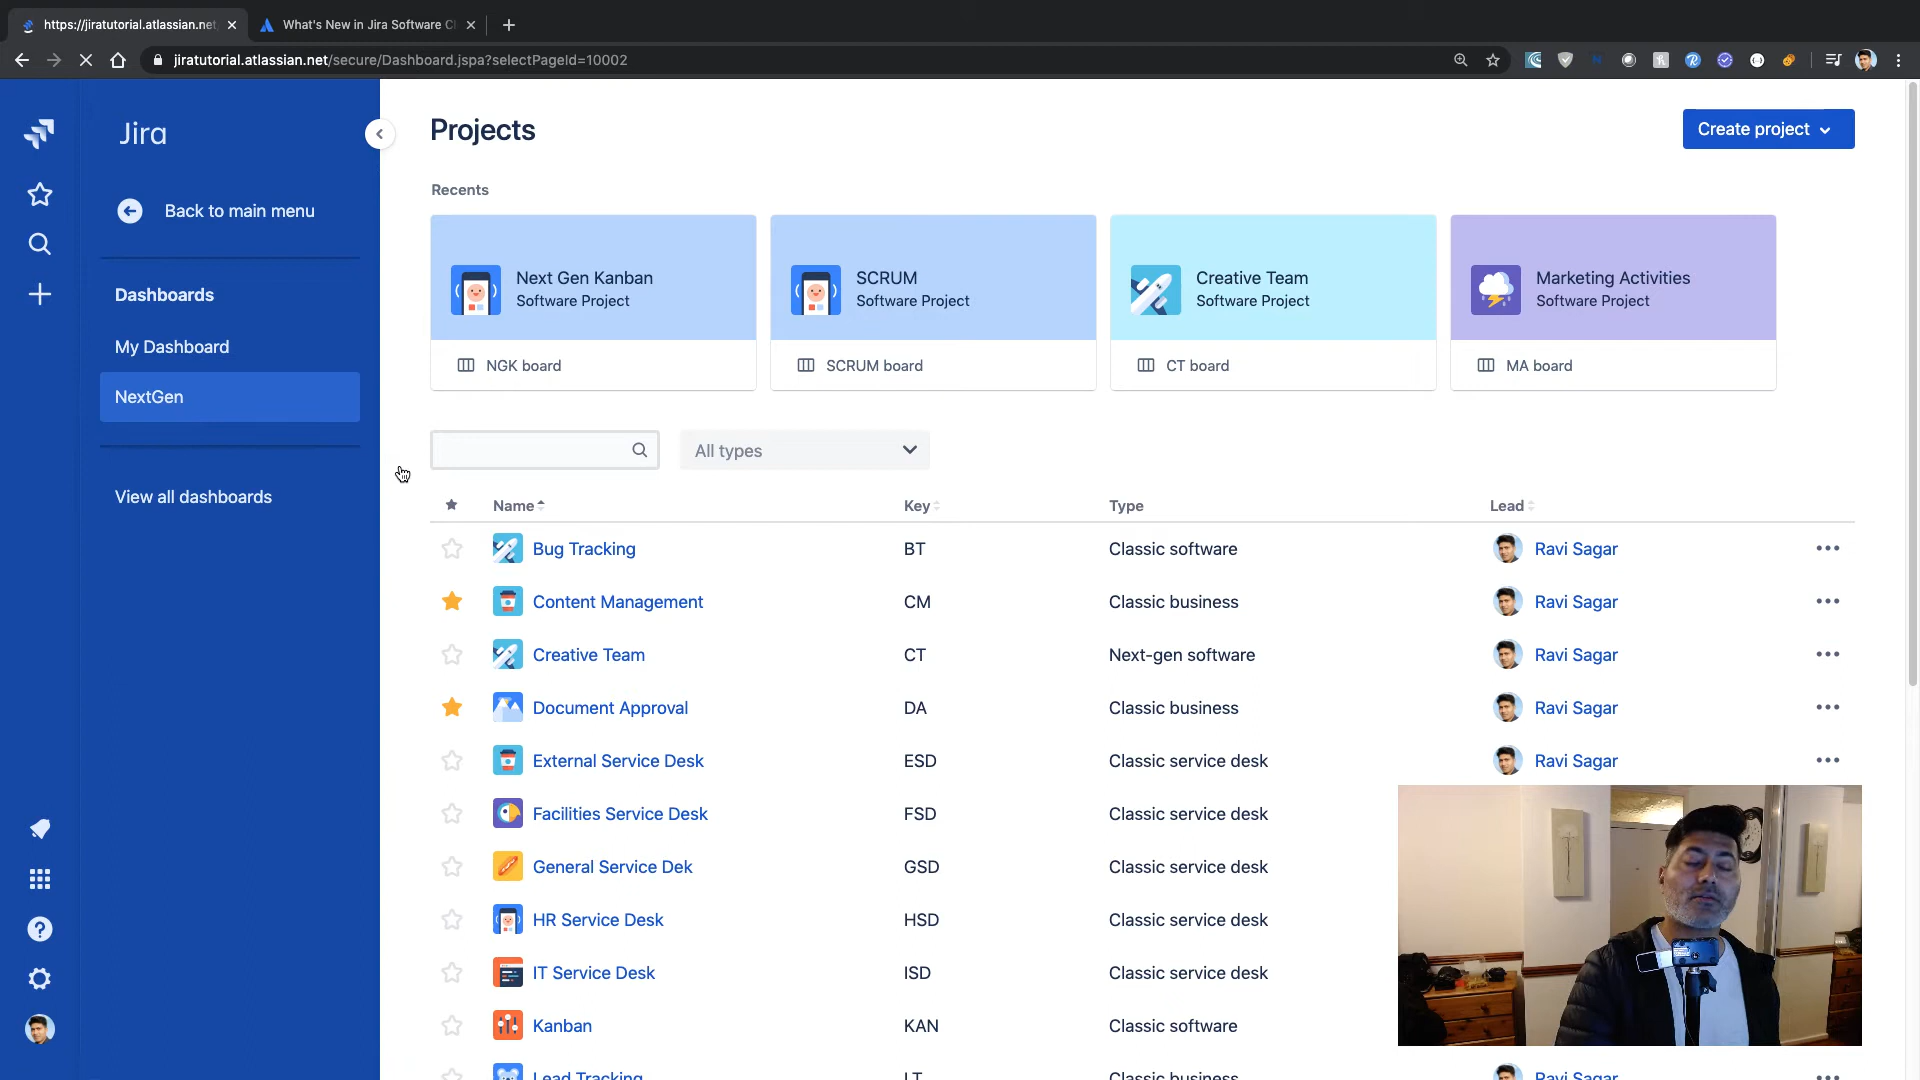 https://jiratutorial.atlassian.net
What's New in Jira Software C
jiratutorial.atlassian.net/secure/Dashboard.jspa?selectPageId=10002
Jira
Back to main menu
Dashboards
My Dashboard
NextGen
View all dashboards
Projects
Create project
Recents
Next Gen Kanban
Software Project
NGK board
SCRUM
Software Project
SCRUM board
Creative Team
Software Project
CT board
Marketing Activities
Software Project
MA board
All types
Name Key Type Lead
Bug Tracking BT Classic software Ravi Sagar
Content Management CM Classic business Ravi Sagar
Creative Team CT Next-gen software Ravi Sagar
Document Approval DA Classic business Ravi Sagar
External Service Desk ESD Classic service desk Ravi Sagar
Facilities Service Desk FSD Classic service desk
General Service Dek GSD Classic service desk
HR Service Desk HSD Classic service desk
IT Service Desk ISD Classic service desk
Kanban KAN Classic software
Lead Tracking LT Classic business Ravi Sagar